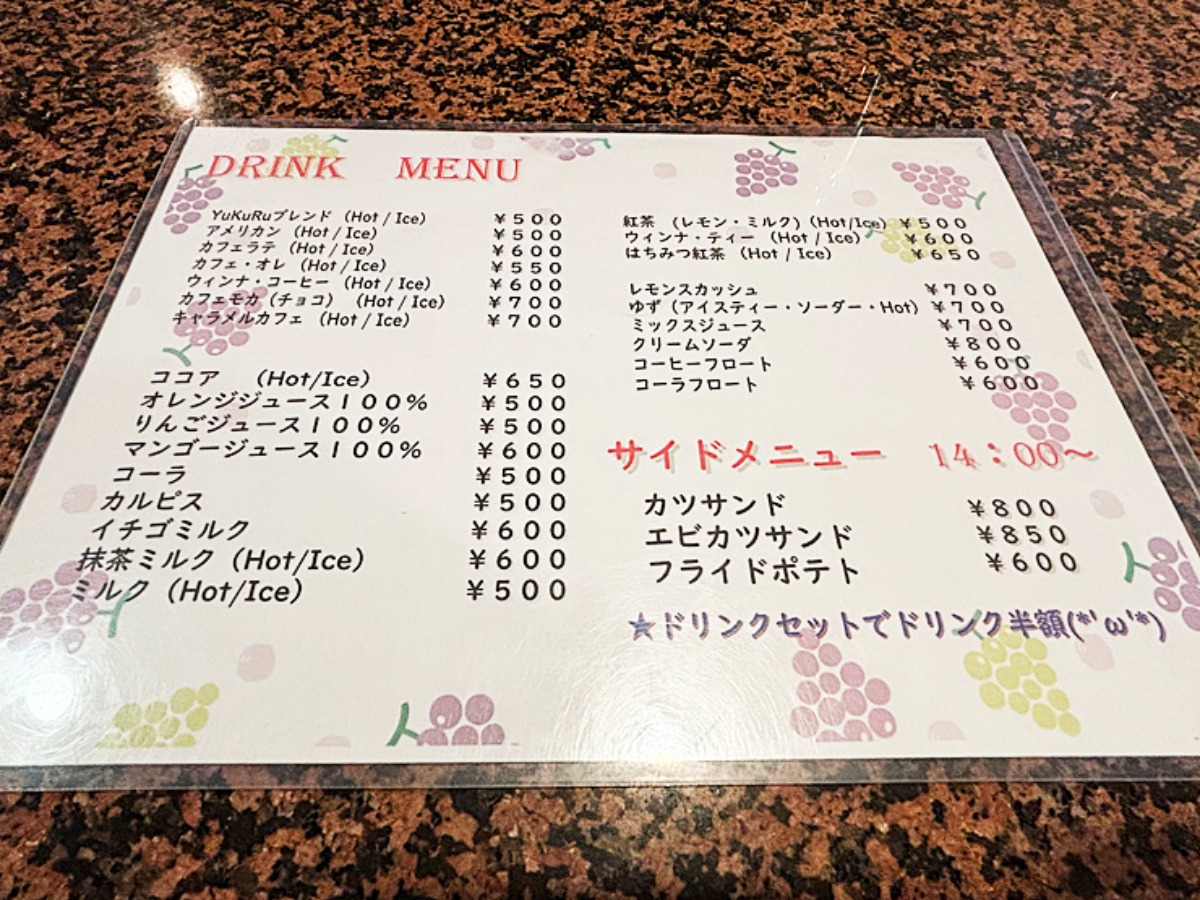 DRINK MENU
YuKuRuブレンド (Hot / Ice) ￥500
アメリカン (Hot / Ice) ￥500
カフェラテ (Hot / Ice) ￥600
カフェ・オレ (Hot / Ice) ￥550
ウィンナ・コーヒー (Hot / Ice) ￥600
カフェモカ(チョコ) (Hot / Ice) ￥700
キャラメルカフェ (Hot / Ice) ￥700
ココア (Hot/Ice) ￥650
オレンジジュース100% ￥500
りんごジュース100% ￥500
マンゴージュース100% ￥600
コーラ ￥500
カルピス ￥500
イチゴミルク ￥600
抹茶ミルク(Hot/Ice) ￥600
ミルク(Hot/Ice) ￥500
紅茶 (レモン・ミルク)(Hot/Ice) ￥500
ウィンナ・ティー (Hot / Ice) ￥600
はちみつ紅茶 (Hot / Ice) ￥650
レモンスカッシュ ￥700
ゆず(アイスティー・ソーダー・Hot) ￥700
ミックスジュース ￥700
クリームソーダ ￥800
コーヒーフロート ￥600
コーラフロート ￥600
サイドメニュー 14:00～
カツサンド ￥800
エビカツサンド ￥850
フライドポテト ￥600
★ドリンクセットでドリンク半額(*'ω'*)